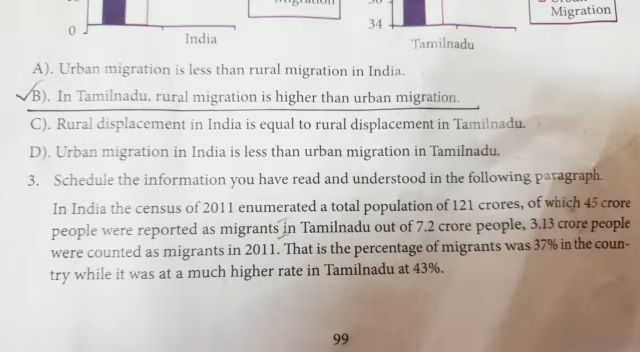 0
India
34
Tamilnadu
Migration
A). Urban migration is less than rural migration in India.
B). In Tamilnadu, rural migration is higher than urban migration.
C). Rural displacement in India is equal to rural displacement in Tamilnadu.
D). Urban migration in India is less than urban migration in Tamilnadu.
3. Schedule the information you have read and understood in the following paragraph.
In India the census of 2011 enumerated a total population of 121 crores, of which 45 crore
people were reported as migrants in Tamilnadu out of 7.2 crore people, 3.13 crore people
were counted as migrants in 2011. That is the percentage of migrants was 37% in the coun-
try while it was at a much higher rate in Tamilnadu at 43%.
99